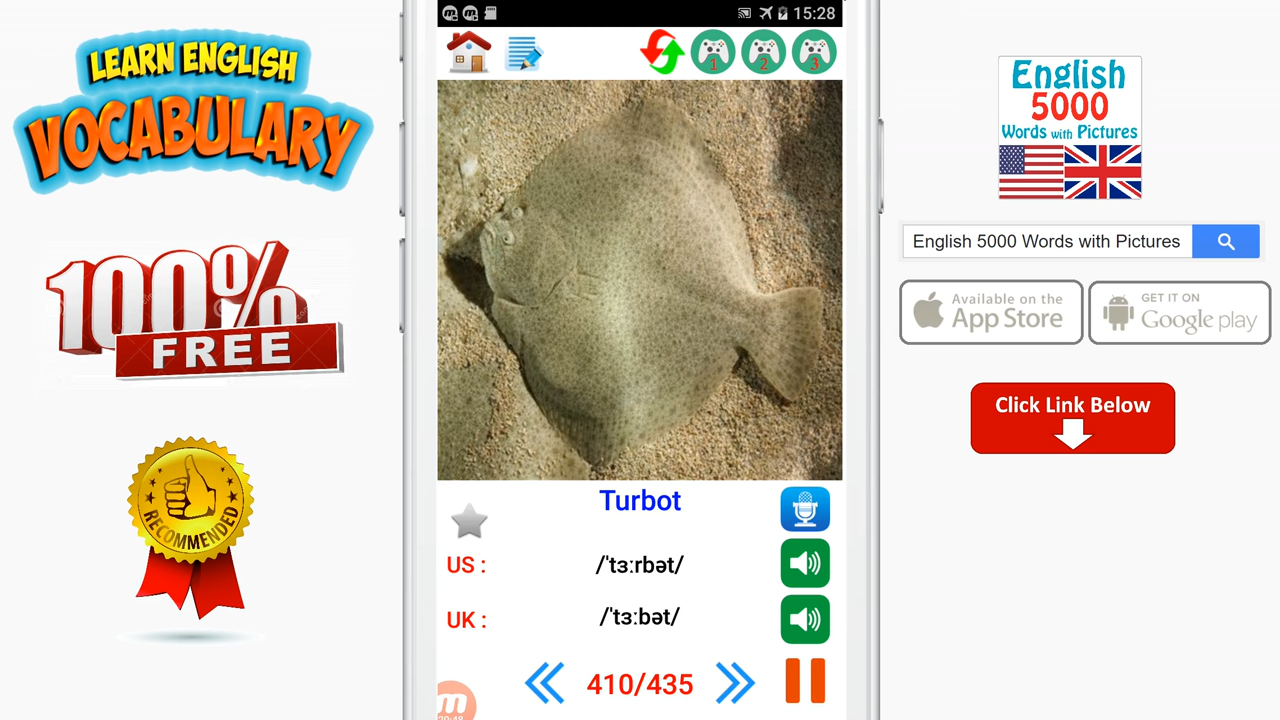 LEARN ENGLISH
VOCABULARY
100%
FREE
RECOMMENDED
15:28
1
2
3
Turbot
US :
/ˈtɜːrbət/
UK :
/ˈtɜːbət/
410/435
English
5000
Words with Pictures
English 5000 Words with Pictures
Available on the
App Store
GET IT ON
Google play
Click Link Below